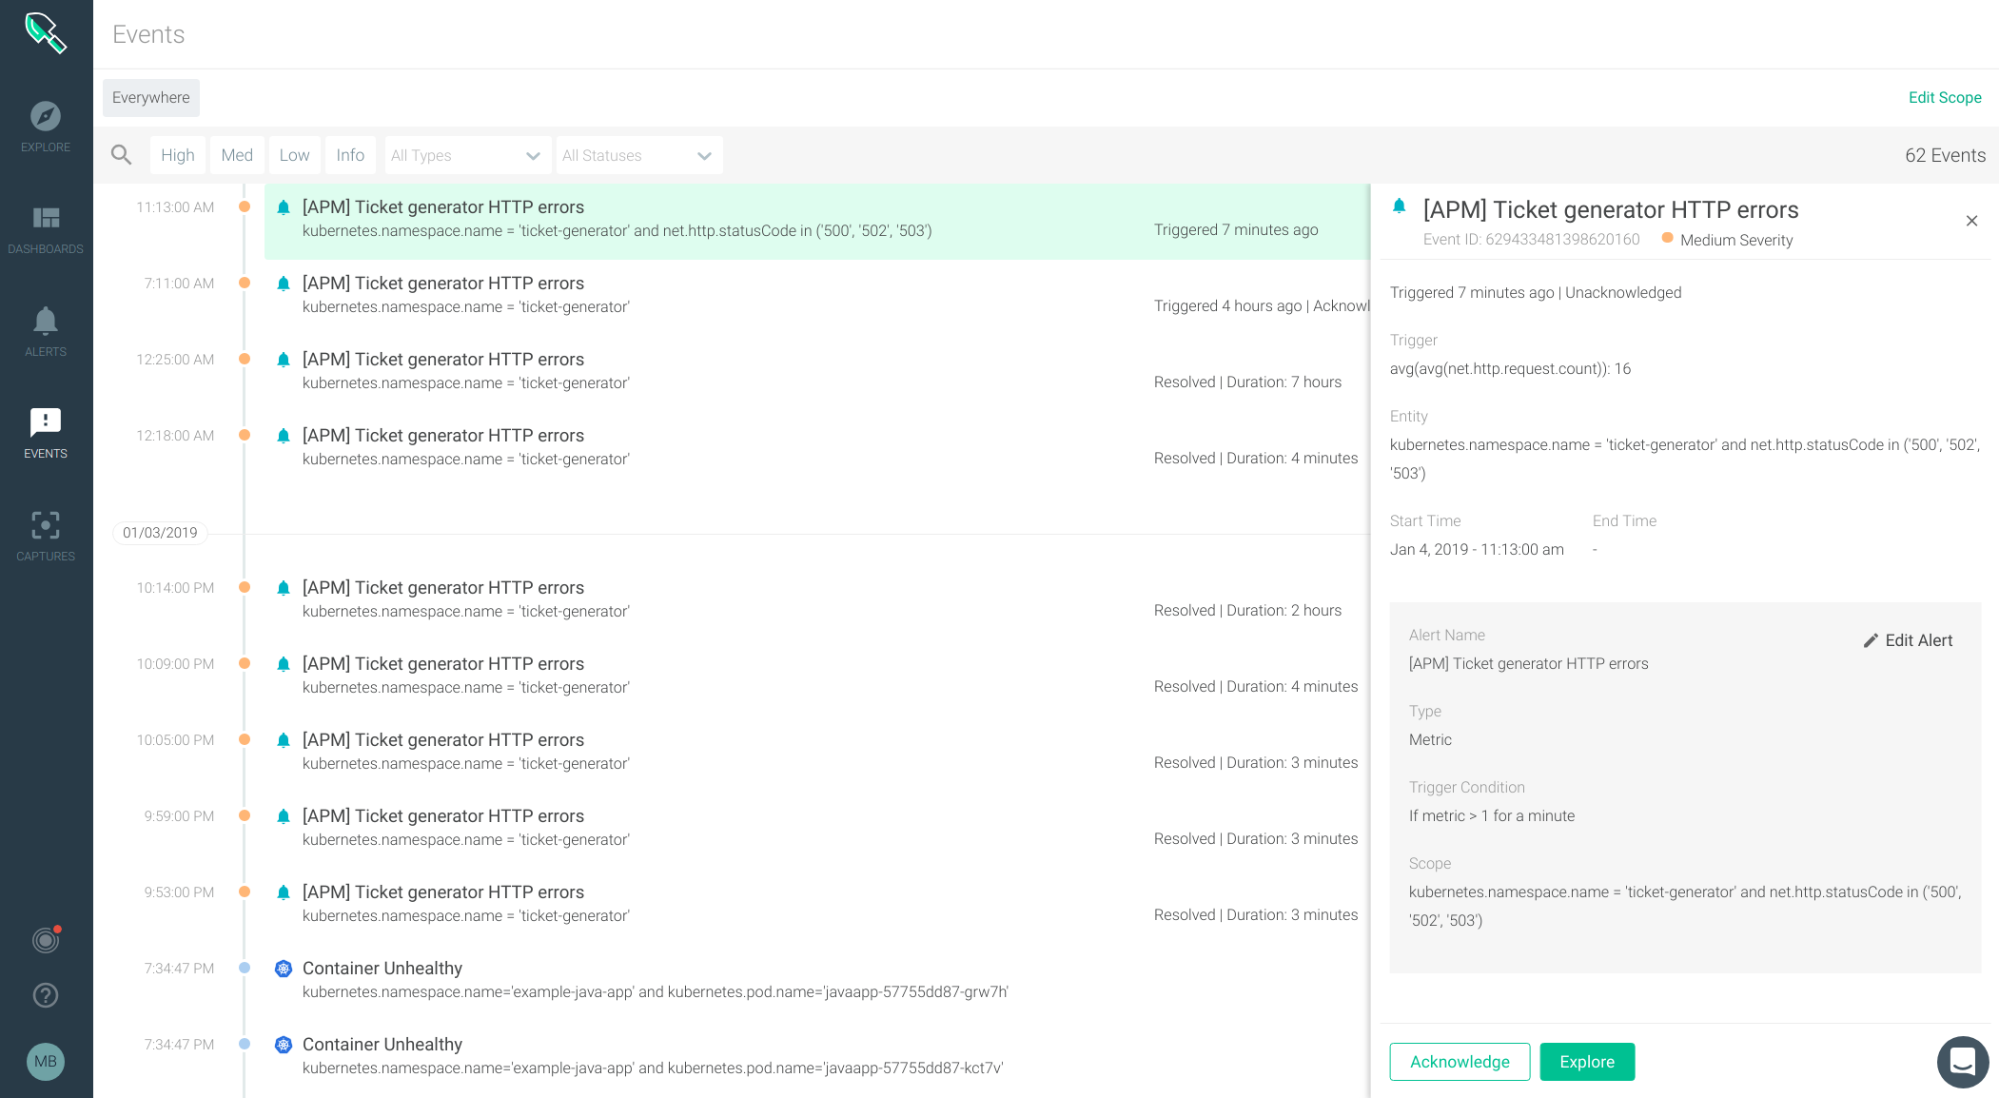 Events
EXPLORE
DASHBOARDS
ALERTS
EVENTS
CAPTURES
MB
Everywhere
Edit Scope
High
Med
Low
Info
All Types
All Statuses
62 Events
11:13:00 AM
[APM] Ticket generator HTTP errors
kubernetes.namespace.name = 'ticket-generator' and net.http.statusCode in ('500', '502', '503')
Triggered 7 minutes ago
7:11:00 AM
[APM] Ticket generator HTTP errors
kubernetes.namespace.name = 'ticket-generator'
Triggered 4 hours ago | Acknowl
12:25:00 AM
[APM] Ticket generator HTTP errors
kubernetes.namespace.name = 'ticket-generator'
Resolved | Duration: 7 hours
12:18:00 AM
[APM] Ticket generator HTTP errors
kubernetes.namespace.name = 'ticket-generator'
Resolved | Duration: 4 minutes
01/03/2019
10:14:00 PM
[APM] Ticket generator HTTP errors
kubernetes.namespace.name = 'ticket-generator'
Resolved | Duration: 2 hours
10:09:00 PM
[APM] Ticket generator HTTP errors
kubernetes.namespace.name = 'ticket-generator'
Resolved | Duration: 4 minutes
10:05:00 PM
[APM] Ticket generator HTTP errors
kubernetes.namespace.name = 'ticket-generator'
Resolved | Duration: 3 minutes
9:59:00 PM
[APM] Ticket generator HTTP errors
kubernetes.namespace.name = 'ticket-generator'
Resolved | Duration: 3 minutes
9:53:00 PM
[APM] Ticket generator HTTP errors
kubernetes.namespace.name = 'ticket-generator'
Resolved | Duration: 3 minutes
7:34:47 PM
Container Unhealthy
kubernetes.namespace.name='example-java-app' and kubernetes.pod.name='javaapp-57755dd87-grw7h'
7:34:47 PM
Container Unhealthy
kubernetes.namespace.name='example-java-app' and kubernetes.pod.name='javaapp-57755dd87-kct7v'
[APM] Ticket generator HTTP errors
Event ID: 629433481398620160
Medium Severity
Triggered 7 minutes ago | Unacknowledged
Trigger
avg(avg(net.http.request.count)): 16
Entity
kubernetes.namespace.name = 'ticket-generator' and net.http.statusCode in ('500', '502',
'503')
Start Time
End Time
Jan 4, 2019 - 11:13:00 am
-
Alert Name
Edit Alert
[APM] Ticket generator HTTP errors
Type
Metric
Trigger Condition
If metric > 1 for a minute
Scope
kubernetes.namespace.name = 'ticket-generator' and net.http.statusCode in ('500',
'502', '503')
Acknowledge
Explore